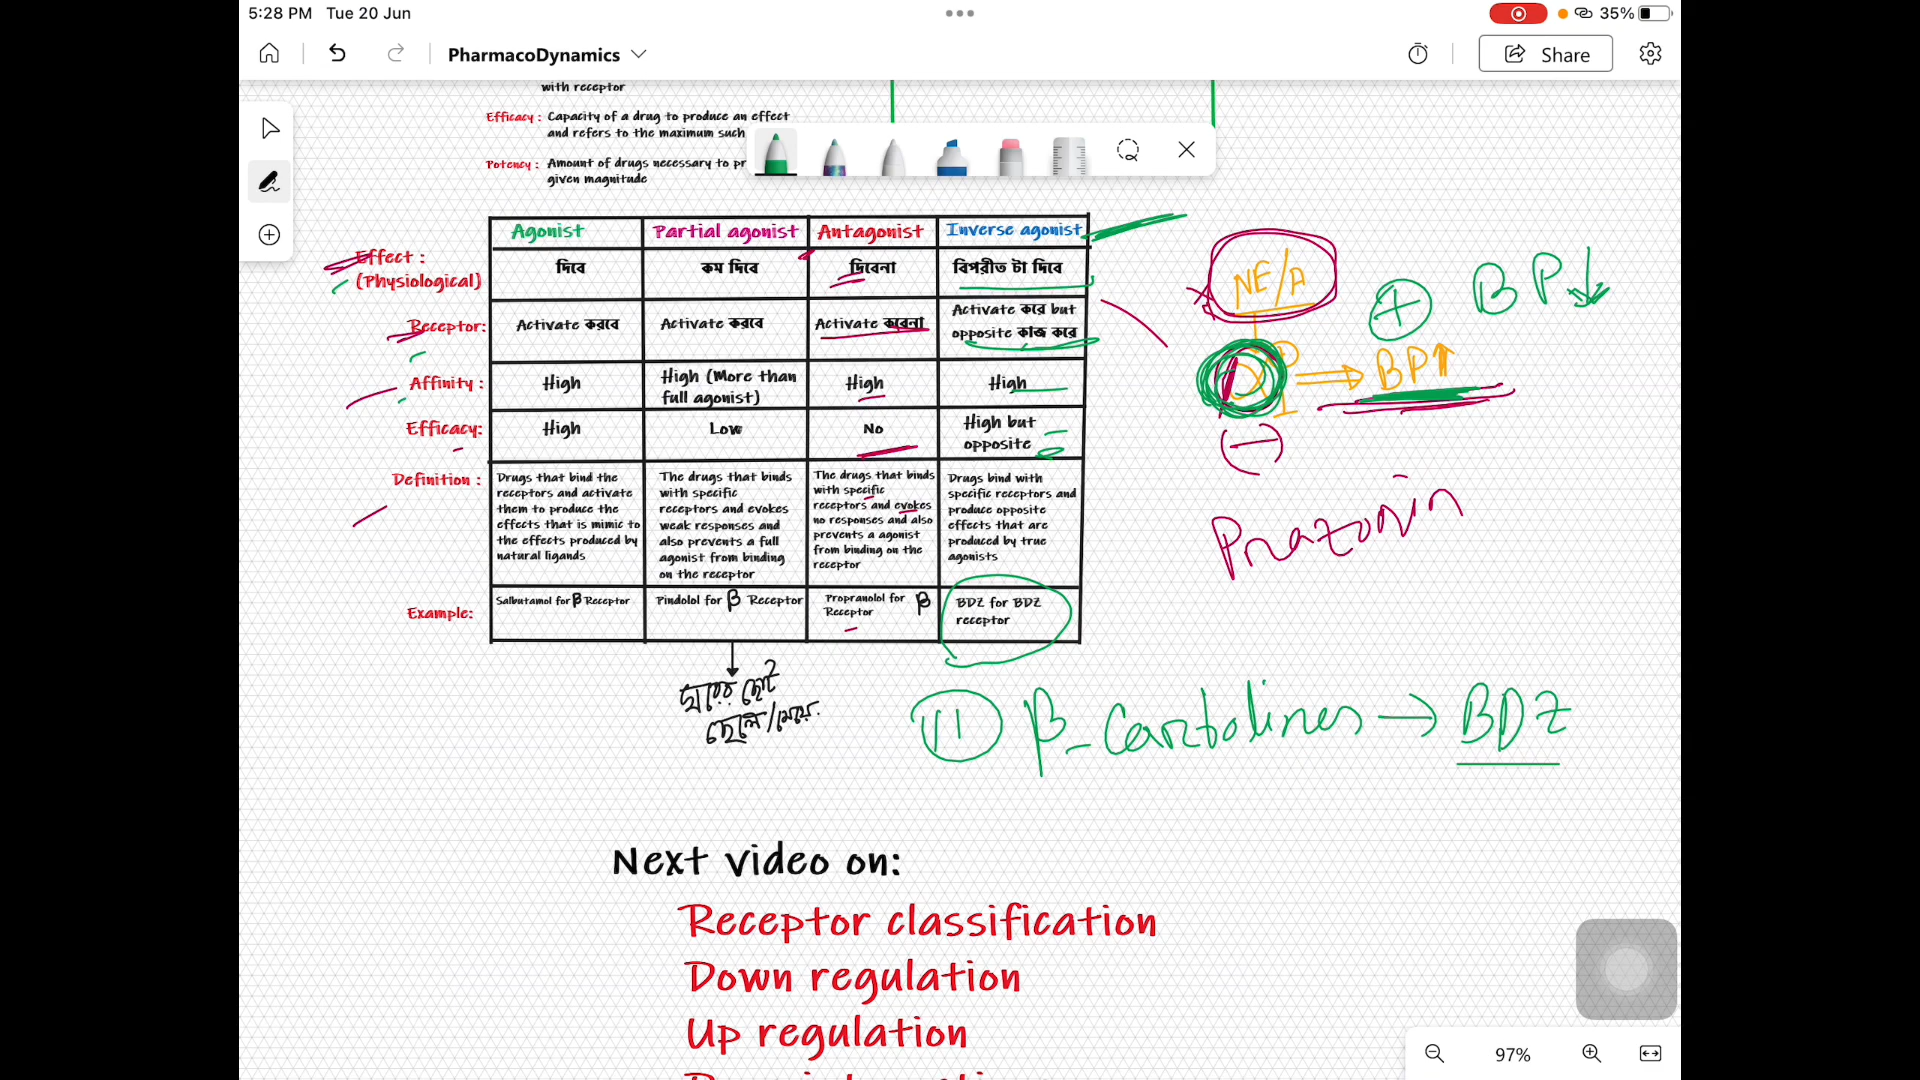 5:28 PM Tue 20 Jun
35%
PharmacoDynamics
Share
with receptor
Efficacy : Capacity of a drug to produce an effect
and refers to the maximum such
Potency : Amount of drugs necessary to pr
given magnitude
Agonist Partial agonist Antagonist Inverse agonist
Effect :
(Physiological)
দিবে কম দিবে দিবেনা বিপরীত টা দিবে
Receptor:
Activate করবে Activate করবে Activate করবেনা
Activate করে but
opposite কাজ করে
Affinity :
High
High (More than
full agonist)
High
High
Efficacy:
High
Low
No
High but
opposite
Definition :
Drugs that bind the
receptors and activate
them to produce the
effects that is mimic to
the effects produced by
natural ligands
The drugs that binds
with specific
receptors and evokes
weak responses and
also prevents a full
agonist from binding
on the receptor
The drugs that binds
with specific
receptors and evokes
no responses and also
prevents a agonist
from binding on the
receptor
Drugs bind with
specific receptors and
produce opposite
effects that are
produced by true
agonists
Example:
Salbutamol for β Receptor
Pindolol for β Receptor
Propranolol for β
Receptor
BDZ for BDZ
receptor
NE/A
+
BP↓
⇒ BP↑
(−)
Prazosin
ছেলে/মেয়ে.
11 β-Carbolines → BDZ
Next video on:
Receptor classification
Down regulation
Up regulation
97%